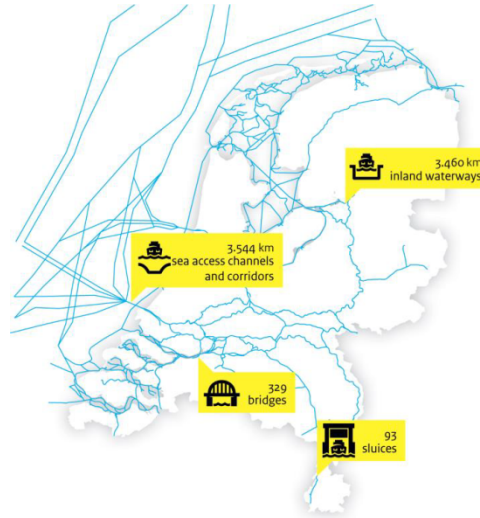 3.460 km
inland waterways
3.544 km
sea access channels
and corridors
329
bridges
93
sluices